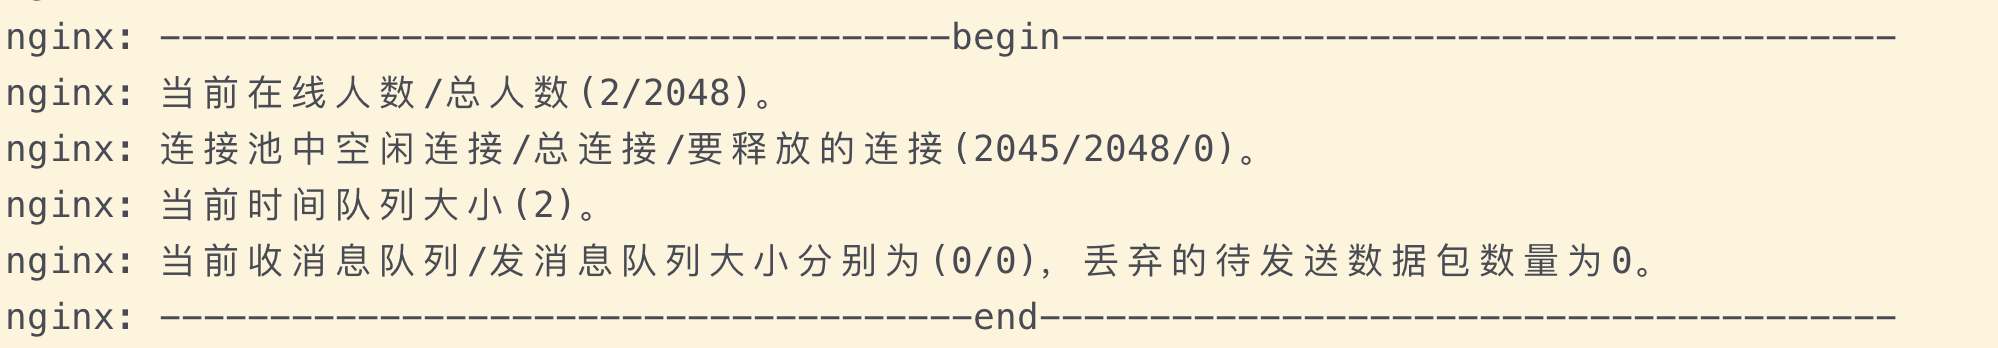 nginx: ------------------------------------begin--------------------------------------
nginx: 当前在线人数/总人数(2/2048)。
nginx: 连接池中空闲连接/总连接/要释放的连接(2045/2048/0)。
nginx: 当前时间队列大小(2)。
nginx: 当前收消息队列/发消息队列大小分别为(0/0)，丢弃的待发送数据包数量为0。
nginx: -------------------------------------end---------------------------------------